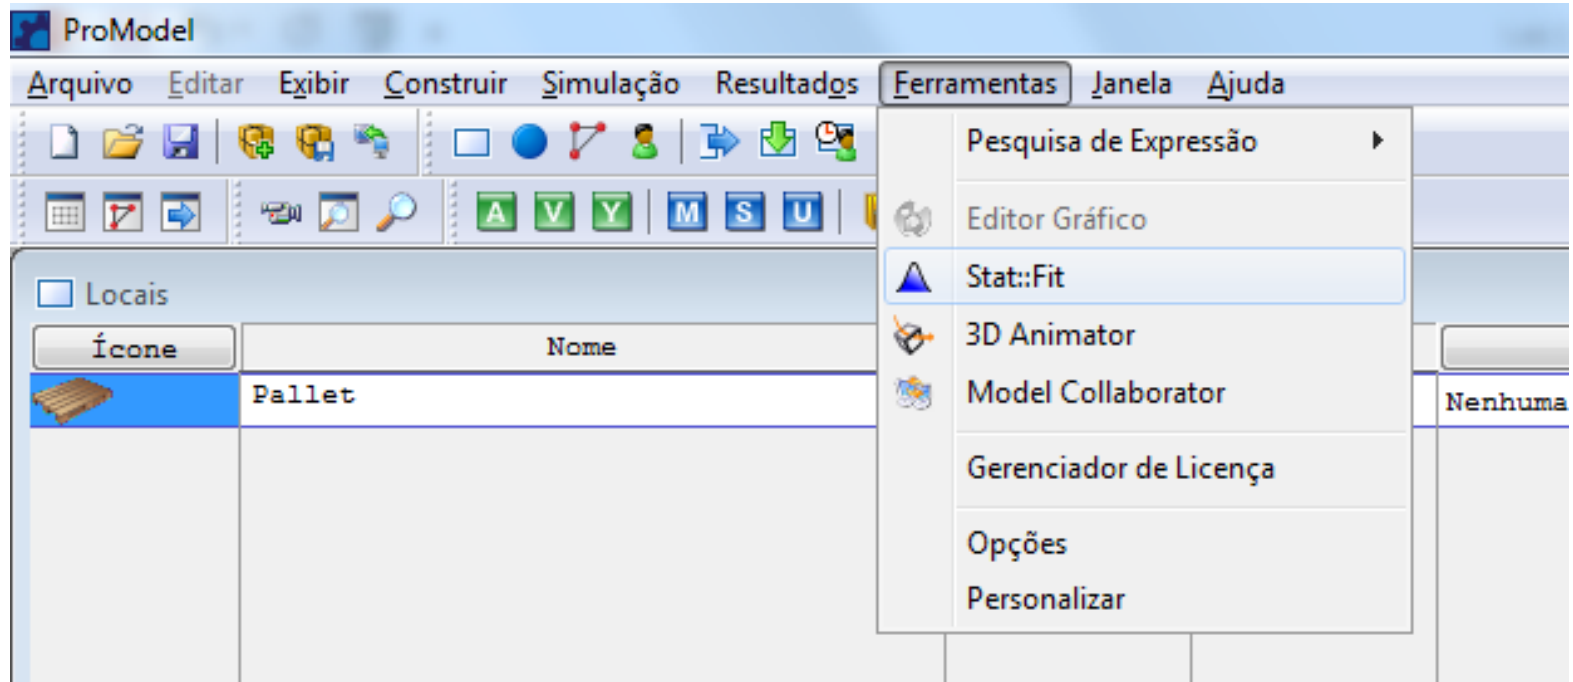 ProModel
Arquivo Editar Exibir Construir Simulação Resultados Ferramentas Janela Ajuda
Pesquisa de Expressão
A V Y M S U
Editor Gráfico
Stat::Fit
Locais
3D Animator
Ícone Nome
Model Collaborator
Pallet Nenhuma
Gerenciador de Licença
Opções
Personalizar